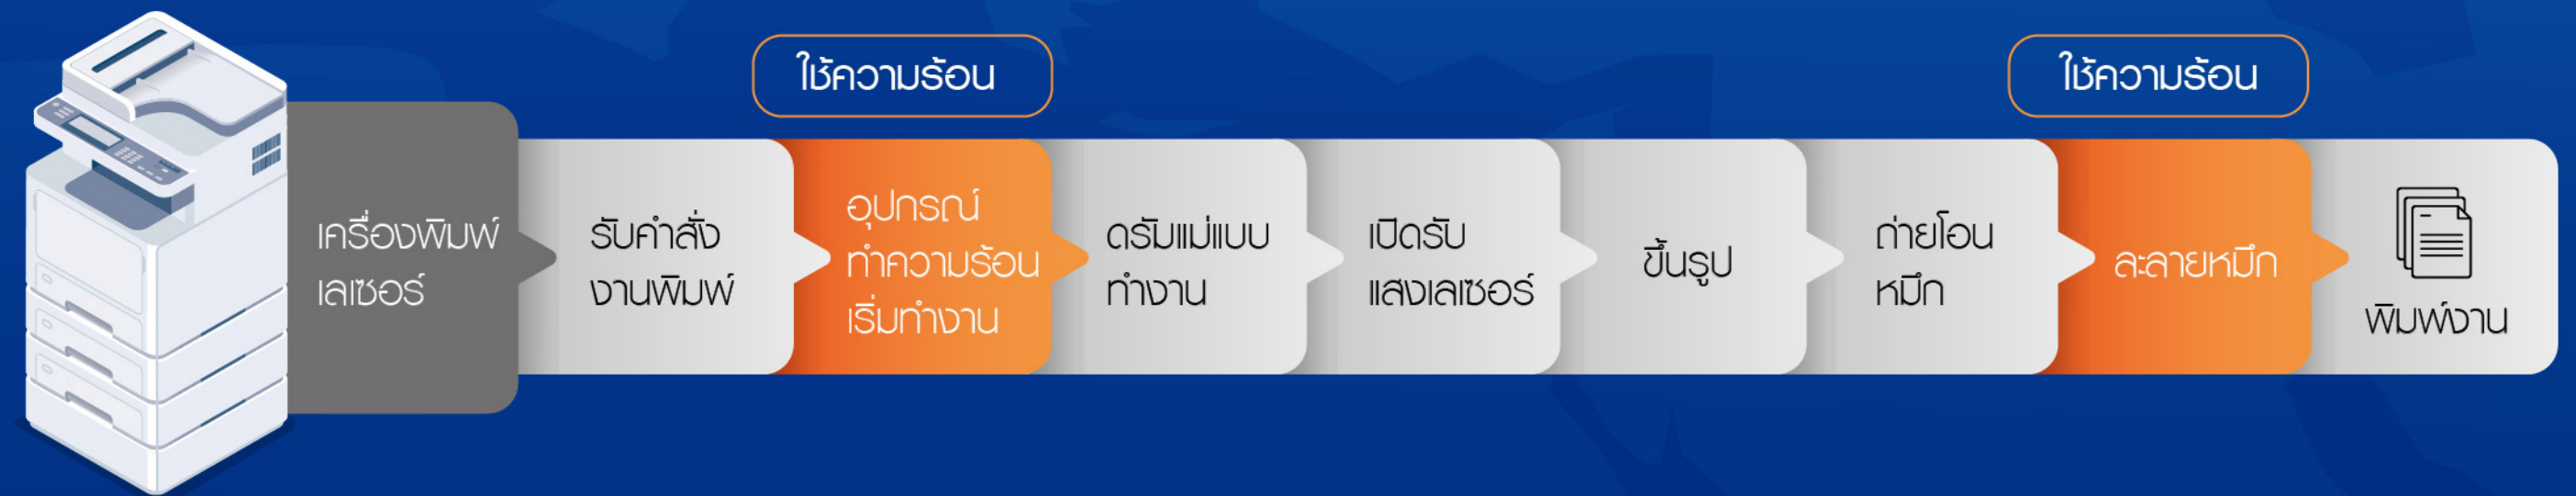 ใช้ความร้อน
ใช้ความร้อน
เครื่องพิมพ์
เลเซอร์
รับคำสั่ง
งานพิมพ์
อุปกรณ์
ทำความร้อน
เริ่มทำงาน
ดรัมแม่แบบ
ทำงาน
เปิดรับ
แสงเลเซอร์
ขึ้นรูป
ถ่ายโอน
หมึก
ละลายหมึก
พิมพ์งาน